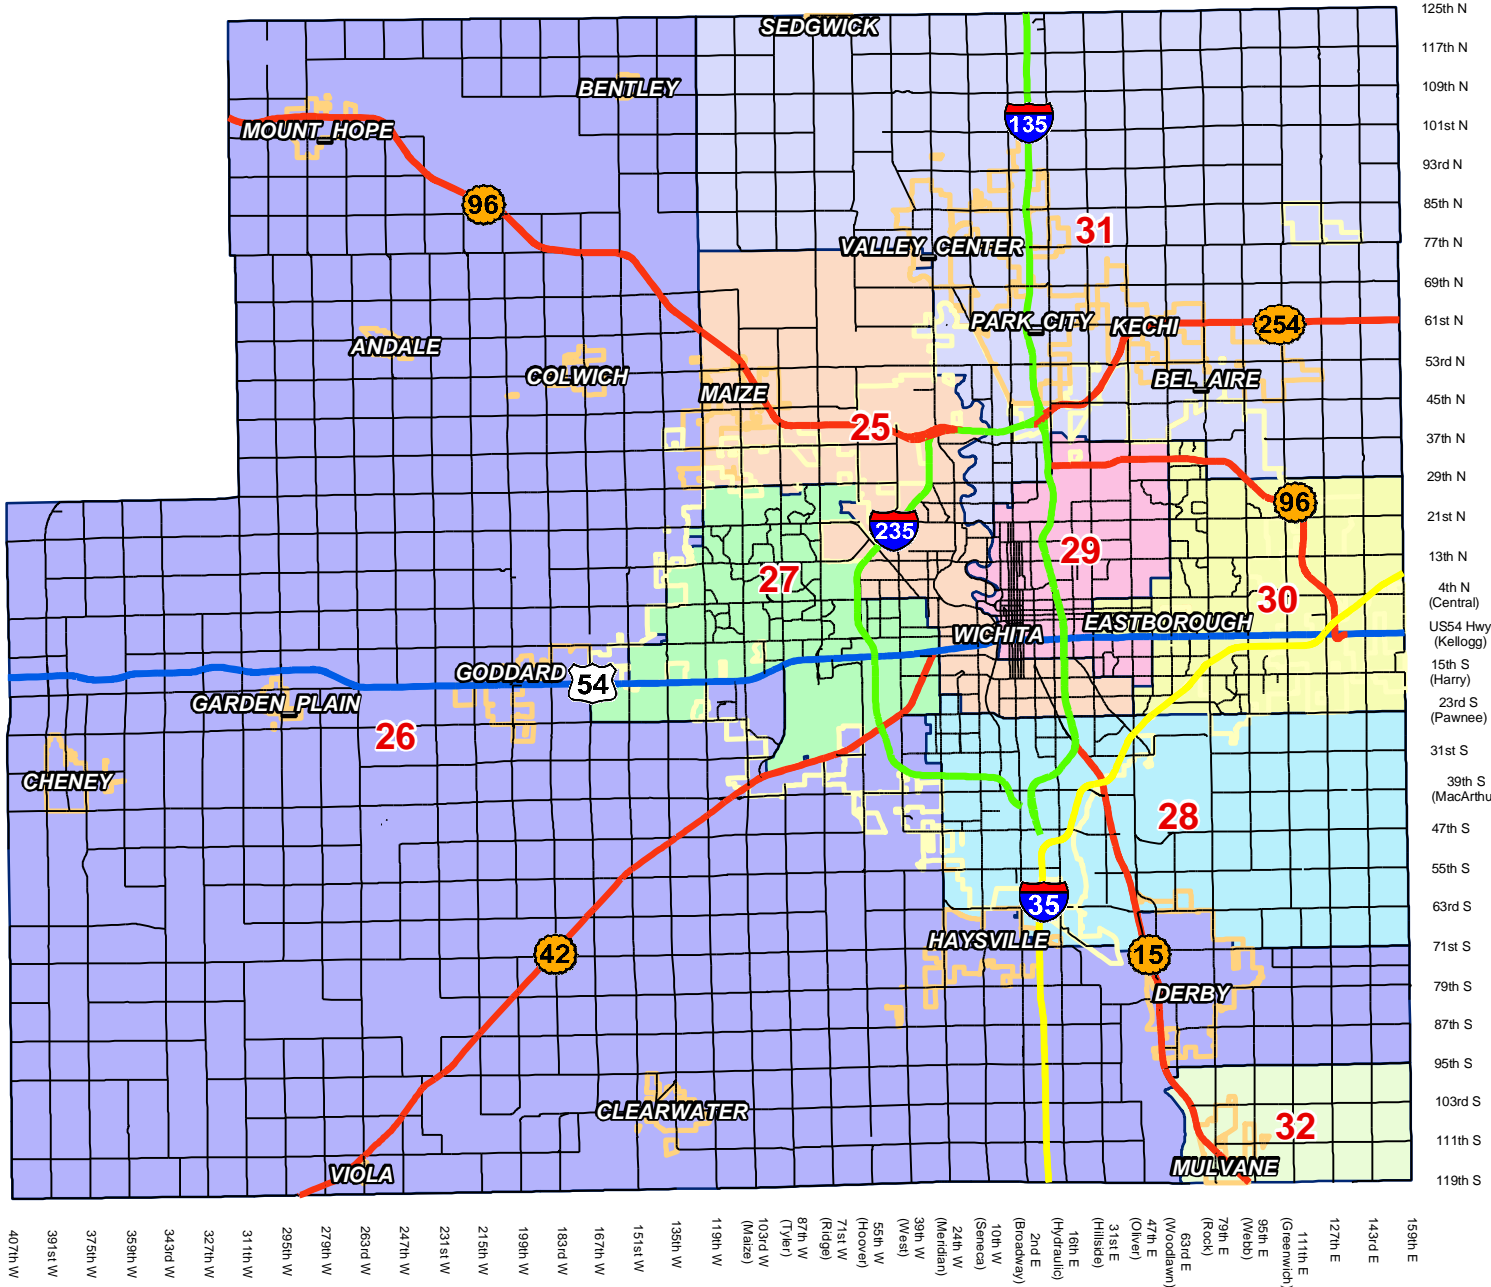 125th N
SEDGWICK
117th N
BENTLEY
109th N
135
101st N
MOUNT_HOPE
93rd N
96
85th N
31
77th N
VALLEY_CENTER
69th N
PARK_CITY
KECHI
254
61st N
ANDALE
53rd N
COLWICH
BEL_AIRE
MAIZE
45th N
25
37th N
29th N
96
21st N
235
29
13th N
27
30
4th N
(Central)
EASTBOROUGH
WICHITA
US54 Hwy
(Kellogg)
GODDARD
54
15th S
(Harry)
GARDEN_PLAIN
23rd S
(Pawnee)
26
31st S
CHENEY
39th S
(MacArthu
28
47th S
55th S
35
63rd S
HAYSVILLE
71st S
42
15
79th S
DERBY
87th S
95th S
CLEARWATER
103rd S
32
111th S
MULVANE
VIOLA
119th S
407th W
391st W
375th W
359th W
343rd W
327th W
311th W
295th W
279th W
263rd W
247th W
231st W
215th W
199th W
183rd W
167th W
151st W
135th W
119th W
103rd W
(Maize)
87th W
(Tyler)
71st W
(Ridge)
55th W
(Hoover)
39th W
(West)
24th W
(Meridian)
10th W
(Seneca)
2nd E
(Broadway)
16th E
(Hydraulic)
31st E
(Hillside)
47th E
(Oliver)
63rd E
(Woodlawn)
79th E
(Rock)
95th E
(Webb)
111th E
(Greenwich)
127th E
143rd E
159th E